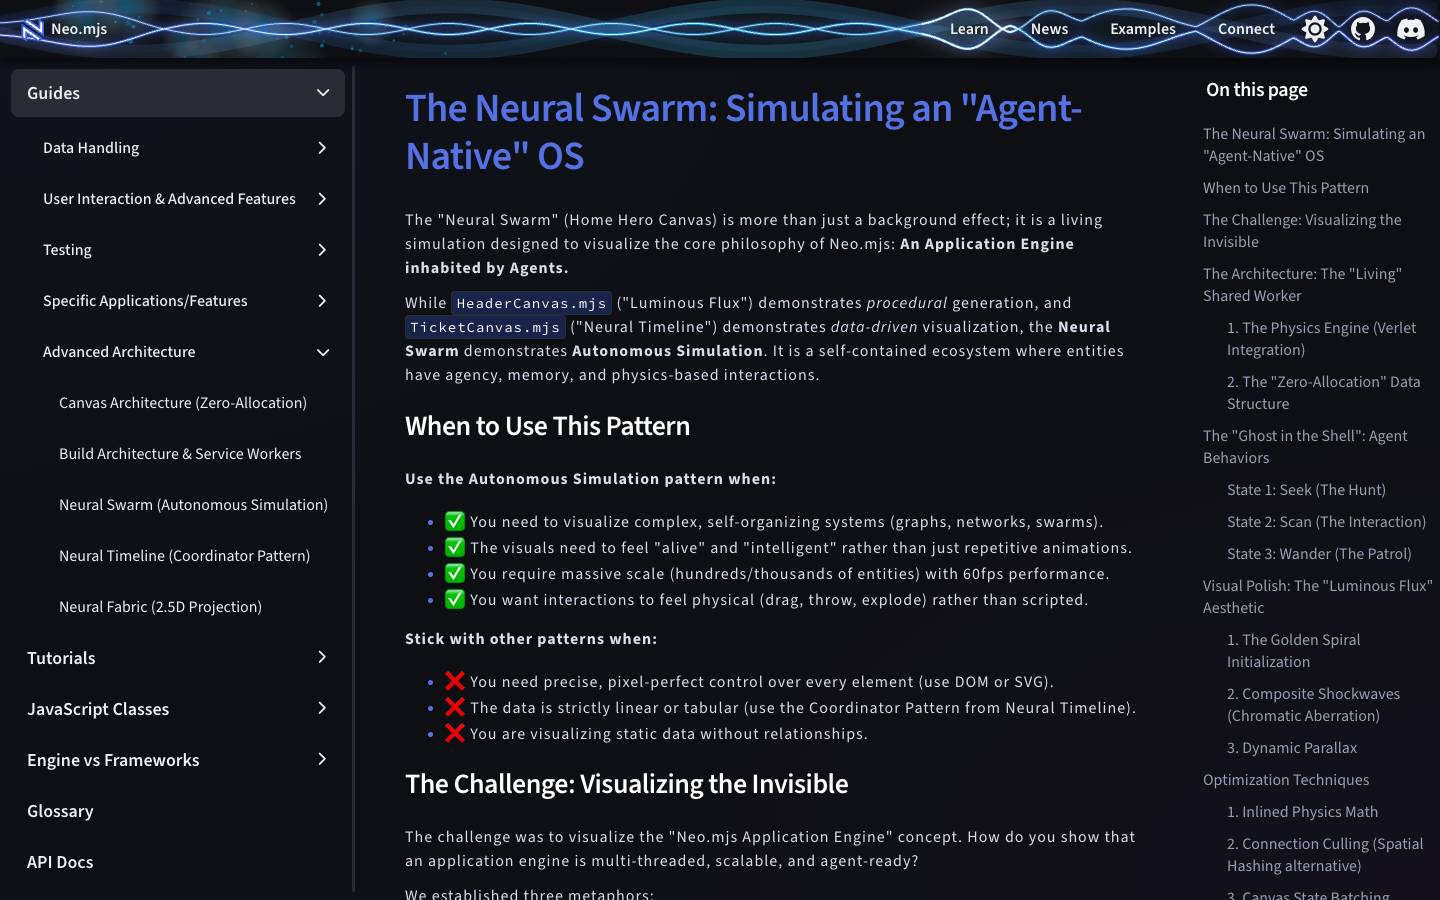 Neo.mjs
Learn
News
Examples
Connect
Guides
Data Handling
User Interaction & Advanced Features
Testing
Specific Applications/Features
Advanced Architecture
Canvas Architecture (Zero-Allocation)
Build Architecture & Service Workers
Neural Swarm (Autonomous Simulation)
Neural Timeline (Coordinator Pattern)
Neural Fabric (2.5D Projection)
Tutorials
JavaScript Classes
Engine vs Frameworks
Glossary
API Docs
The Neural Swarm: Simulating an "Agent-
Native" OS
The "Neural Swarm" (Home Hero Canvas) is more than just a background effect; it is a living
simulation designed to visualize the core philosophy of Neo.mjs: An Application Engine
inhabited by Agents.
While HeaderCanvas.mjs ("Luminous Flux") demonstrates procedural generation, and
TicketCanvas.mjs ("Neural Timeline") demonstrates data-driven visualization, the Neural
Swarm demonstrates Autonomous Simulation. It is a self-contained ecosystem where entities
have agency, memory, and physics-based interactions.
When to Use This Pattern
Use the Autonomous Simulation pattern when:
• ✅ You need to visualize complex, self-organizing systems (graphs, networks, swarms).
• ✅ The visuals need to feel "alive" and "intelligent" rather than just repetitive animations.
• ✅ You require massive scale (hundreds/thousands of entities) with 60fps performance.
• ✅ You want interactions to feel physical (drag, throw, explode) rather than scripted.
Stick with other patterns when:
• ❌ You need precise, pixel-perfect control over every element (use DOM or SVG).
• ❌ The data is strictly linear or tabular (use the Coordinator Pattern from Neural Timeline).
• ❌ You are visualizing static data without relationships.
The Challenge: Visualizing the Invisible
The challenge was to visualize the "Neo.mjs Application Engine" concept. How do you show that
an application engine is multi-threaded, scalable, and agent-ready?
We established three metaphors:
On this page
The Neural Swarm: Simulating an
"Agent-Native" OS
When to Use This Pattern
The Challenge: Visualizing the
Invisible
The Architecture: The "Living"
Shared Worker
1. The Physics Engine (Verlet
Integration)
2. The "Zero-Allocation" Data
Structure
The "Ghost in the Shell": Agent
Behaviors
State 1: Seek (The Hunt)
State 2: Scan (The Interaction)
State 3: Wander (The Patrol)
Visual Polish: The "Luminous Flux"
Aesthetic
1. The Golden Spiral
Initialization
2. Composite Shockwaves
(Chromatic Aberration)
3. Dynamic Parallax
Optimization Techniques
1. Inlined Physics Math
2. Connection Culling (Spatial
Hashing alternative)
3. Canvas State Batching